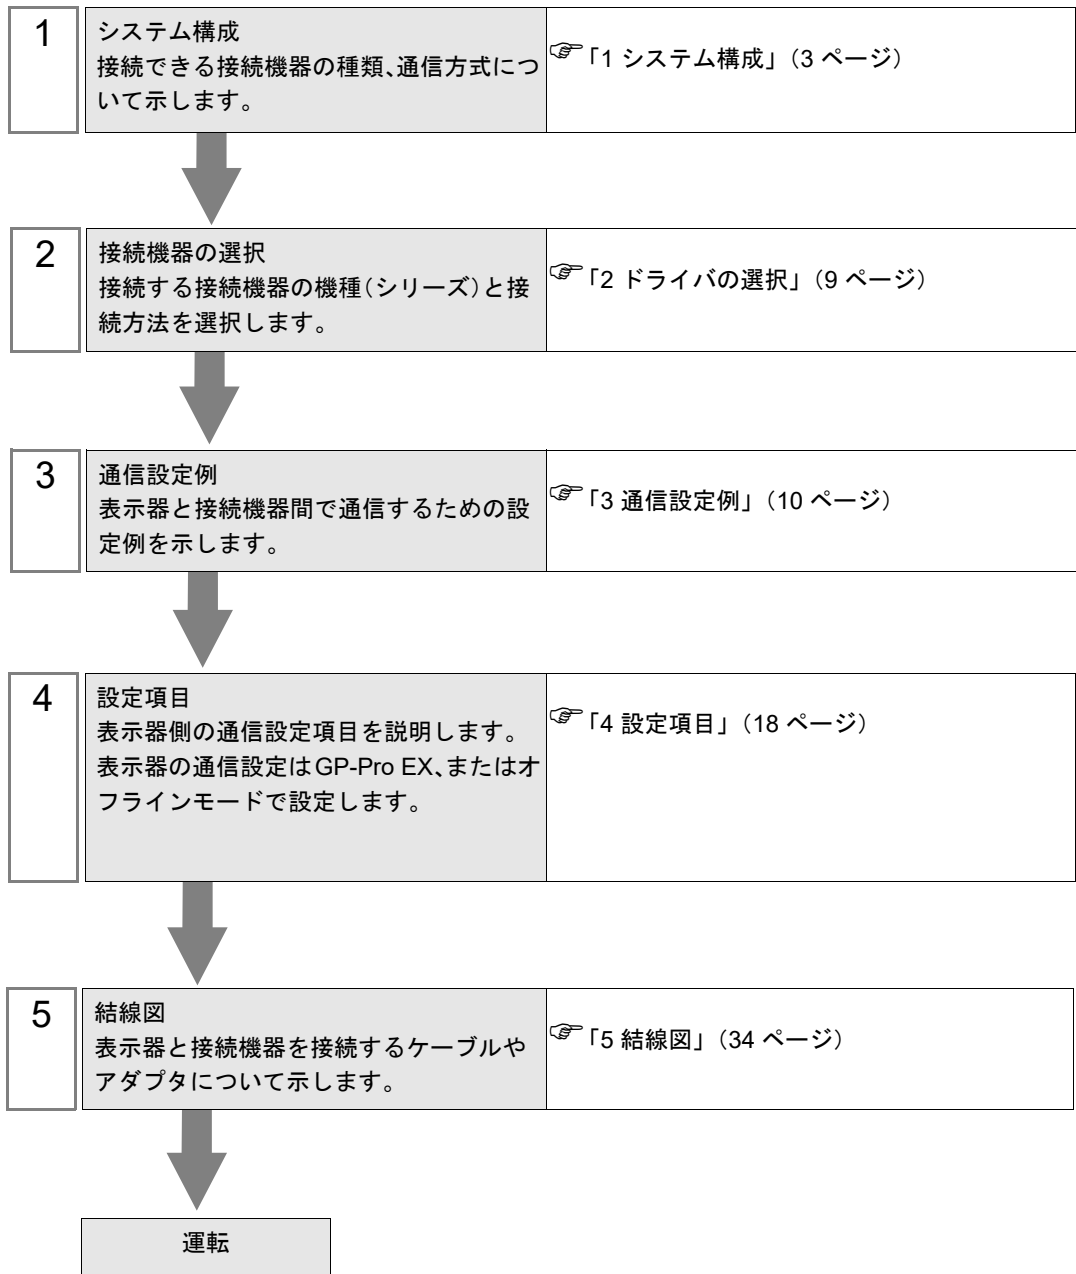 1
システム構成
接続できる接続機器の種類、通信方式につ
いて示します。
「1 システム構成」（3 ページ）
2
接続機器の選択
接続する接続機器の機種（シリーズ）と接
続方法を選択します。
「2 ドライバの選択」（9 ページ）
3
通信設定例
表示器と接続機器間で通信するための設
定例を示します。
「3 通信設定例」（10 ページ）
4
設定項目
表示器側の通信設定項目を説明します。
表示器の通信設定はGP-Pro EX、またはオ
フラインモードで設定します。
「4 設定項目」（18 ページ）
5
結線図
表示器と接続機器を接続するケーブルや
アダプタについて示します。
「5 結線図」（34 ページ）
運転